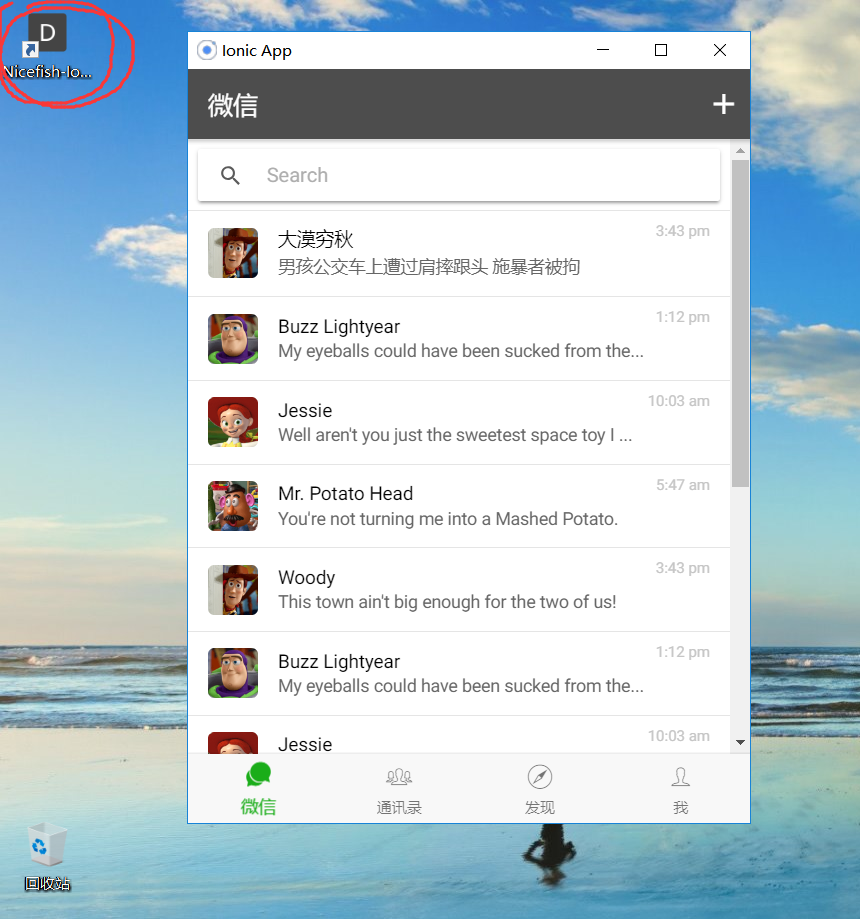 D
Nicefish-Io...
Ionic App
微信
Search
大漠穷秋
3:43 pm
男孩公交车上遭过肩摔跟头 施暴者被拘
Buzz Lightyear
1:12 pm
My eyeballs could have been sucked from the...
Jessie
10:03 am
Well aren't you just the sweetest space toy I ...
Mr. Potato Head
5:47 am
You're not turning me into a Mashed Potato.
Woody
3:43 pm
This town ain't big enough for the two of us!
Buzz Lightyear
1:12 pm
My eyeballs could have been sucked from the...
Jessie
10:03 am
微信
通讯录
发现
我
回收站